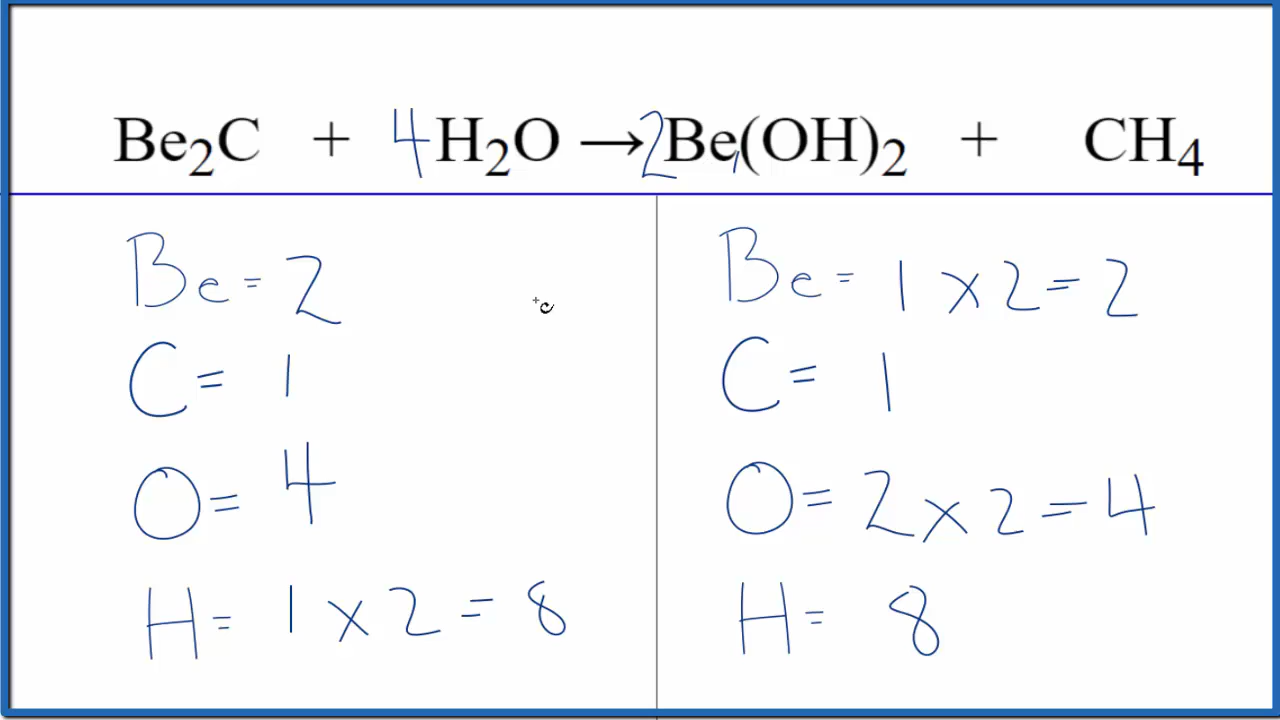 Be₂C + 4H₂O → 2Be₁(OH)₂ + CH₄
Be = 2
C = 1
O = 4
H = 1 x 2 = 8
Be = 1 x 2 = 2
C = 1
O = 2 x 2 = 4
H = 8